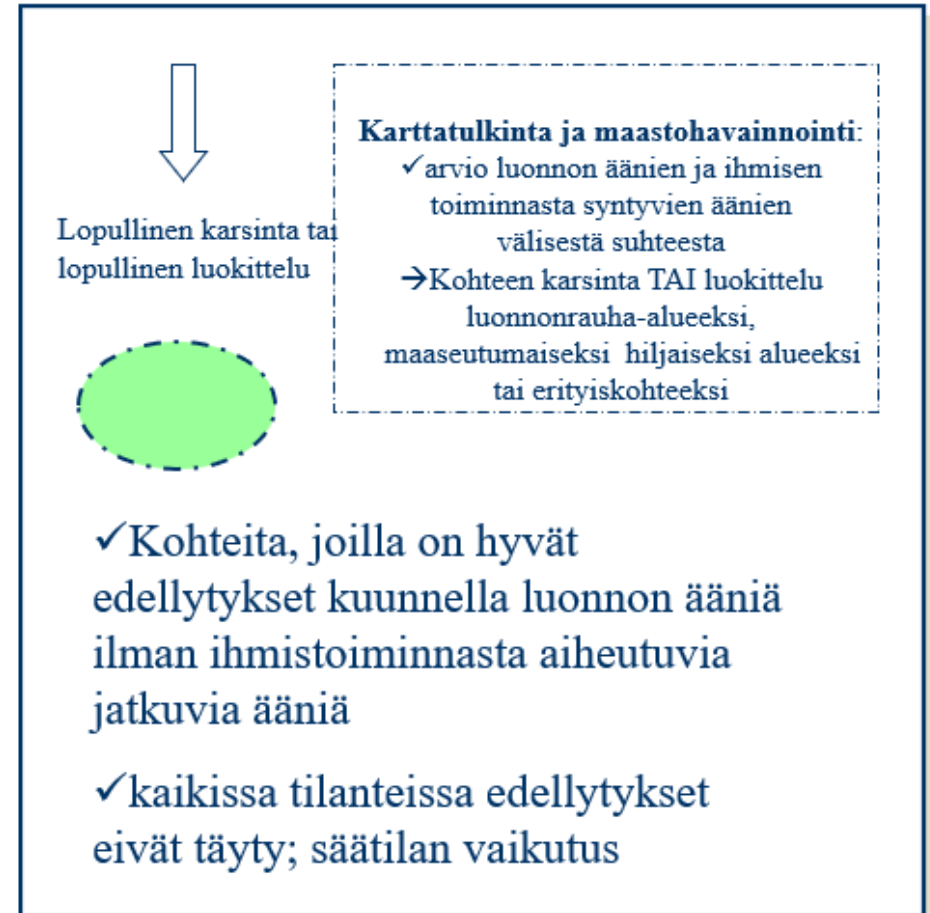 Lopullinen karsinta tai
lopullinen luokittelu
Karttatulkinta ja maastohavainnointi:
✓arvio luonnon äänien ja ihmisen
toiminnasta syntyvien äänien
välisestä suhteesta
→Kohteen karsinta TAI luokittelu
luonnonrauha-alueeksi,
maaseutumaiseksi hiljaiseksi alueeksi
tai erityiskohteeksi
✓Kohteita, joilla on hyvät
edellytykset kuunnella luonnon ääniä
ilman ihmistoiminnasta aiheutuvia
jatkuvia ääniä
✓kaikissa tilanteissa edellytykset
eivät täyty; säätilan vaikutus